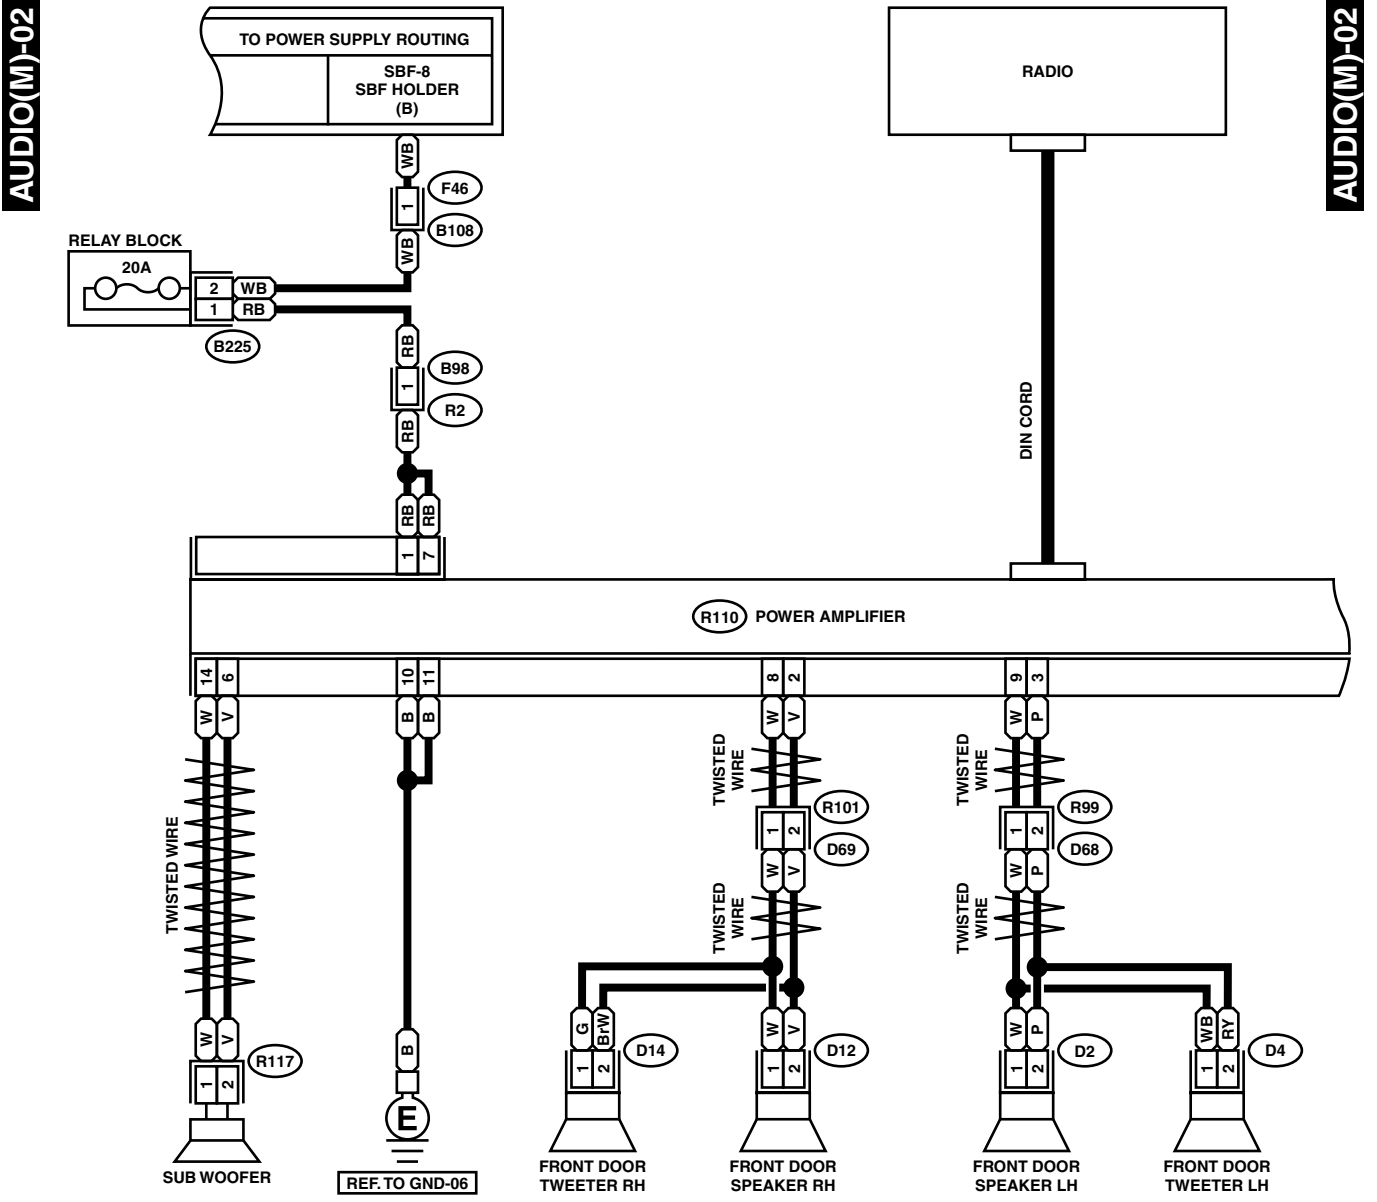 AUDIO(M)-02
AUDIO(M)-02
TO POWER SUPPLY ROUTING
SBF-8
SBF HOLDER
(B)
RADIO
WB
1
F46
B108
WB
RELAY BLOCK
20A
2
WB
1
RB
B225
RB
1
B98
R2
RB
DIN CORD
RB
RB
1
7
R110
POWER AMPLIFIER
14
6
10
11
8
2
9
3
W
V
B
B
W
V
W
P
TWISTED
WIRE
TWISTED
WIRE
R101
R99
1
2
1
2
D69
D68
W
V
W
P
TWISTED WIRE
TWISTED
WIRE
TWISTED
WIRE
W
V
B
G
BrW
W
V
W
P
WB
RY
R117
D14
D12
D2
D4
1
2
1
2
1
2
1
2
1
2
E
SUB WOOFER
REF. TO GND-06
FRONT DOOR
TWEETER RH
FRONT DOOR
SPEAKER RH
FRONT DOOR
SPEAKER LH
FRONT DOOR
TWEETER LH